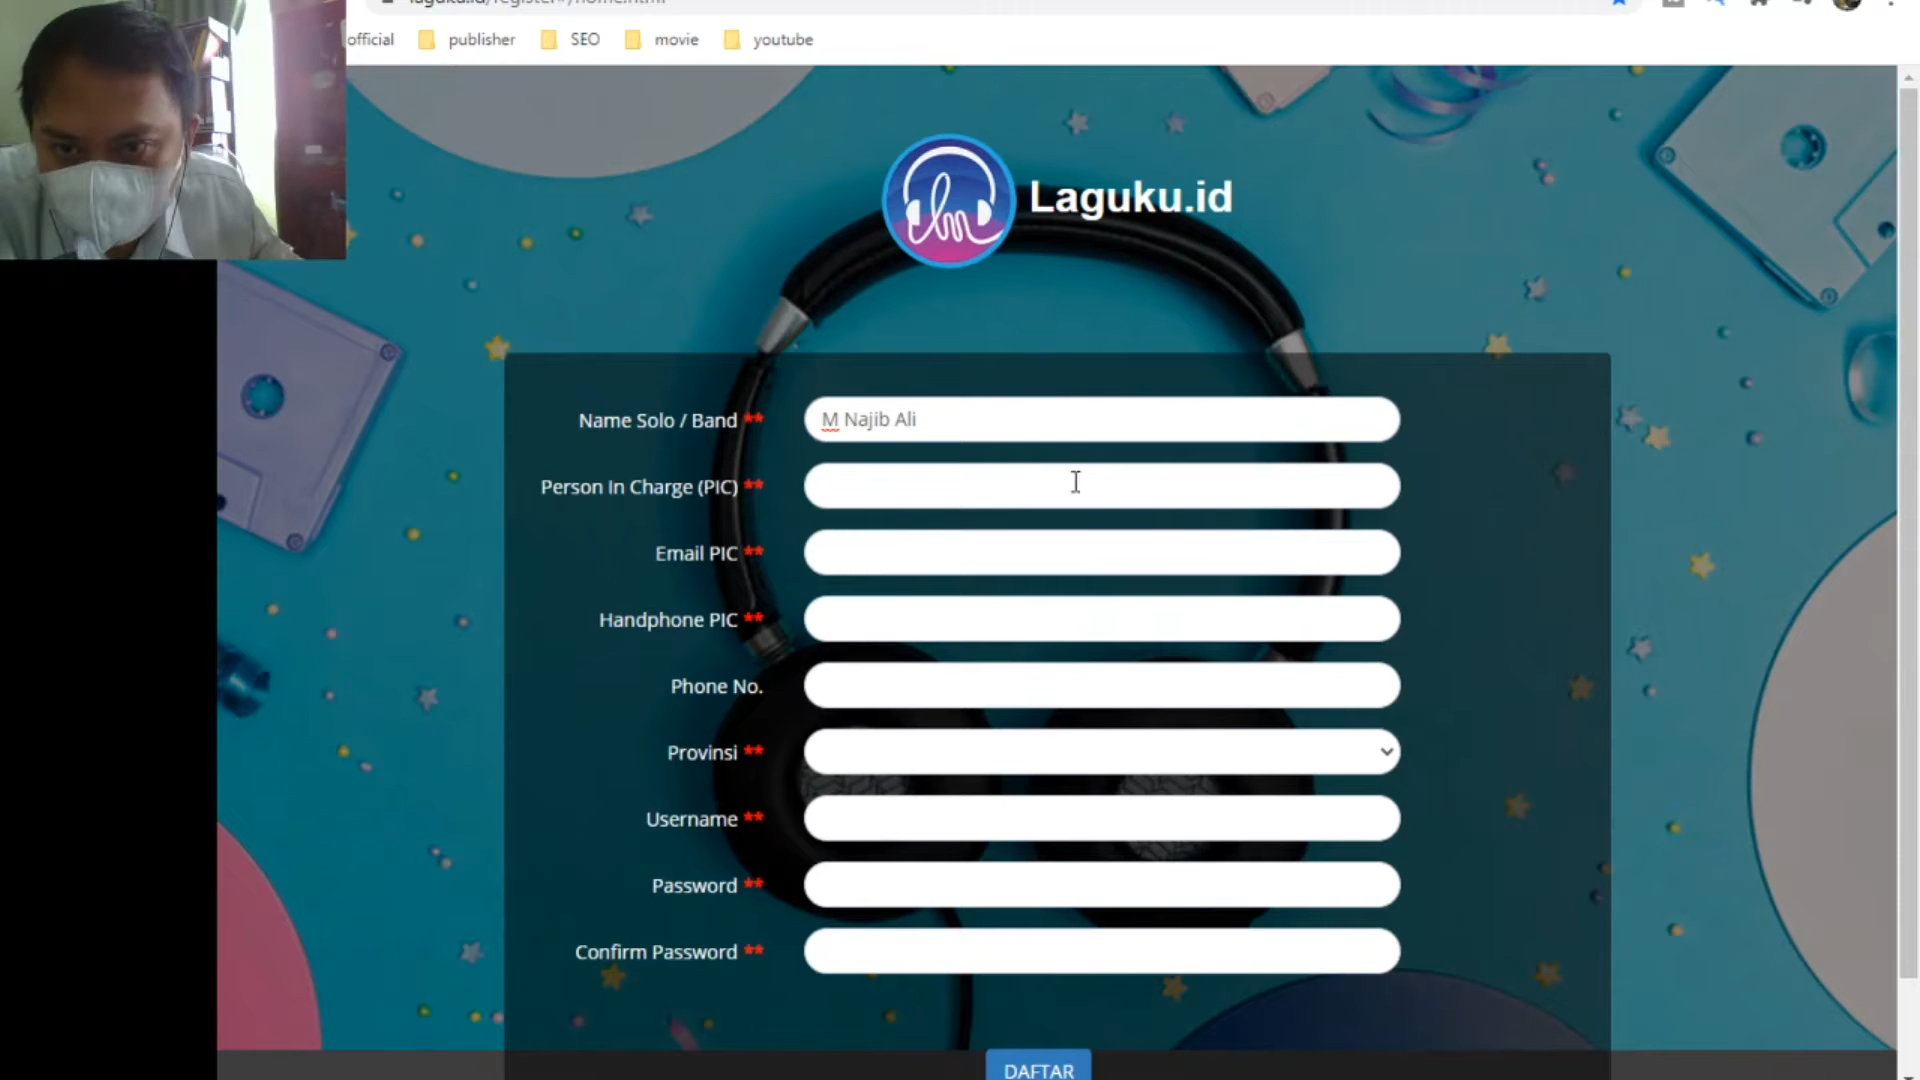 official publisher SEO movie youtube
Laguku.id
Name Solo / Band ** M Najib Ali
Person In Charge (PIC) **
Email PIC **
Handphone PIC **
Phone No.
Provinsi **
Username **
Password **
Confirm Password **
DAFTAR